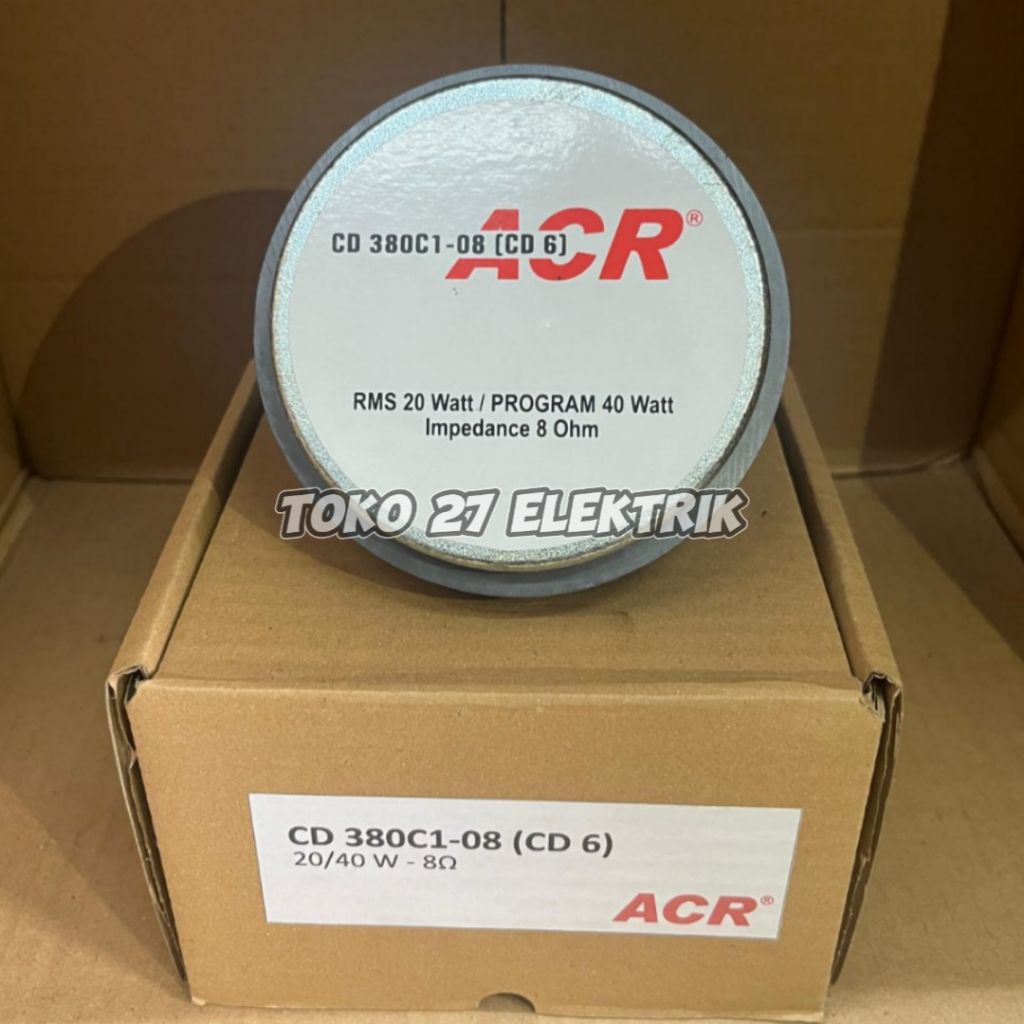 ACR®
CD 380C1-08 (CD 6)
RMS 20 Watt / PROGRAM 40 Watt
Impedance 8 Ohm
TOKO 27 ELEKTRIK
CD 380C1-08 (CD 6)
20/40 W - 8Ω
ACR®